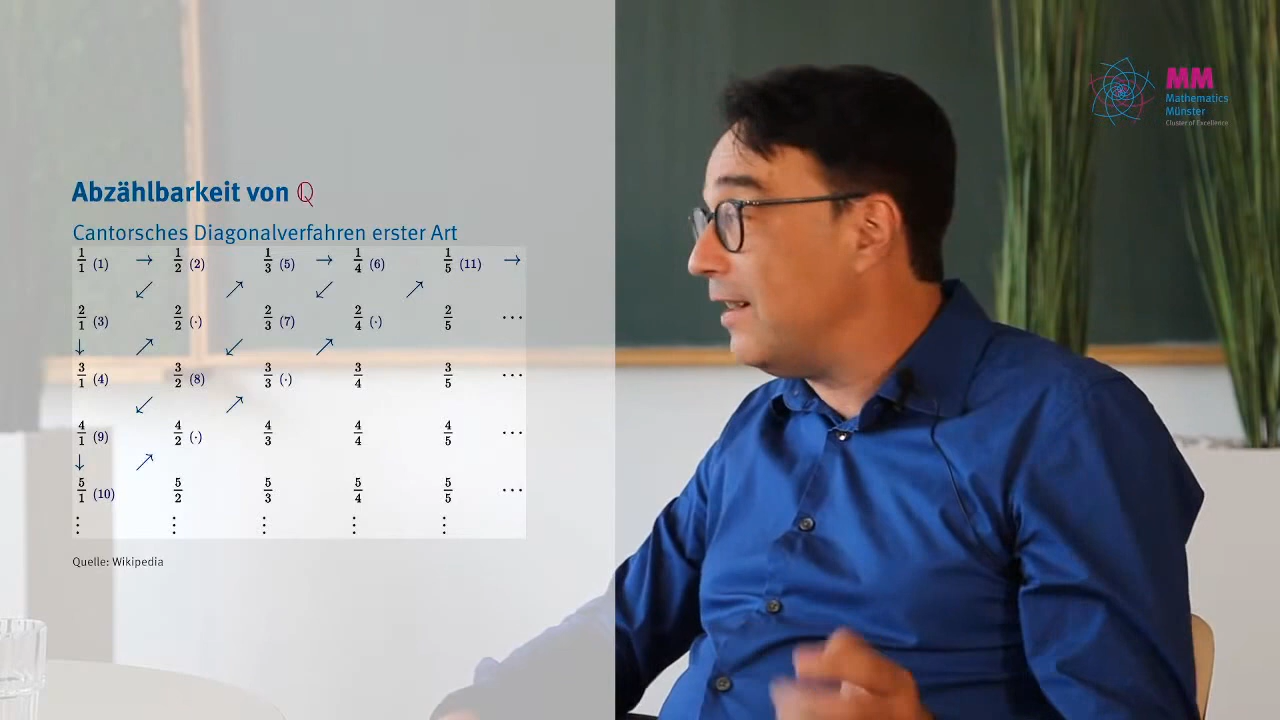 MM
Mathematics
Münster
Cluster of Excellence
Abzählbarkeit von ℚ
Cantorsches Diagonalverfahren erster Art
1/1 (1) → 1/2 (2) 1/3 (5) → 1/4 (6) 1/5 (11) →
↙ ↗ ↙ ↗
2/1 (3) 2/2 (·) 2/3 (7) 2/4 (·) 2/5 ⋯
↓ ↗ ↙ ↗
3/1 (4) 3/2 (8) 3/3 (·) 3/4 3/5 ⋯
↙ ↗
4/1 (9) 4/2 (·) 4/3 4/4 4/5 ⋯
↓ ↗
5/1 (10) 5/2 5/3 5/4 5/5 ⋯
⋮ ⋮ ⋮ ⋮ ⋮
Quelle: Wikipedia